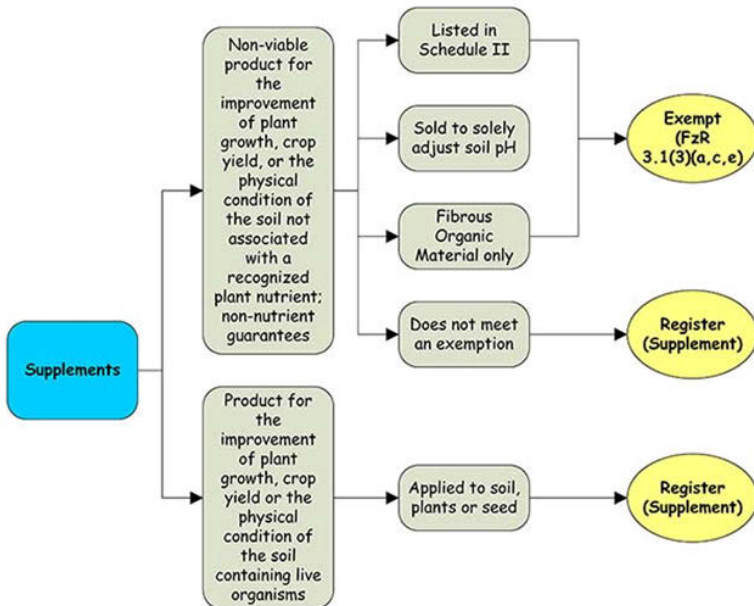 Supplements
Non-viable
product for
the
improvement
of plant
growth, crop
yield, or the
physical
condition of
the soil not
associated
with a
recognized
plant nutrient;
non-nutrient
guarantees
Listed in
Schedule II
Sold to solely
adjust soil pH
Fibrous
Organic
Material only
Does not meet
an exemption
Exempt
(FzR
3.1(3)(a,c,e)
Register
(Supplement)
Product for
the
improvement
of plant
growth, crop
yield or the
physical
condition of
the soil
containing live
organisms
Applied to soil,
plants or seed
Register
(Supplement)